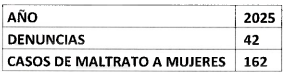 AÑO 2025
DENUNCIAS 42
CASOS DE MALTRATO A MUJERES 162